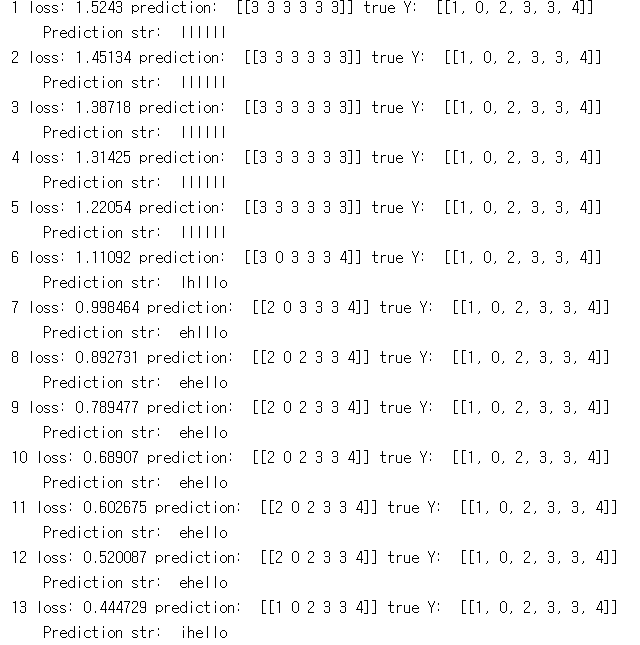 1 loss: 1.5243 prediction:  [[3 3 3 3 3 3]] true Y:  [[1, 0, 2, 3, 3, 4]]
Prediction str:  llllll
2 loss: 1.45134 prediction:  [[3 3 3 3 3 3]] true Y:  [[1, 0, 2, 3, 3, 4]]
Prediction str:  llllll
3 loss: 1.38718 prediction:  [[3 3 3 3 3 3]] true Y:  [[1, 0, 2, 3, 3, 4]]
Prediction str:  llllll
4 loss: 1.31425 prediction:  [[3 3 3 3 3 3]] true Y:  [[1, 0, 2, 3, 3, 4]]
Prediction str:  llllll
5 loss: 1.22054 prediction:  [[3 3 3 3 3 3]] true Y:  [[1, 0, 2, 3, 3, 4]]
Prediction str:  llllll
6 loss: 1.11092 prediction:  [[3 0 3 3 3 4]] true Y:  [[1, 0, 2, 3, 3, 4]]
Prediction str:  lhlllo
7 loss: 0.998464 prediction:  [[2 0 3 3 3 4]] true Y:  [[1, 0, 2, 3, 3, 4]]
Prediction str:  ehlllo
8 loss: 0.892731 prediction:  [[2 0 2 3 3 4]] true Y:  [[1, 0, 2, 3, 3, 4]]
Prediction str:  ehello
9 loss: 0.789477 prediction:  [[2 0 2 3 3 4]] true Y:  [[1, 0, 2, 3, 3, 4]]
Prediction str:  ehello
10 loss: 0.68907 prediction:  [[2 0 2 3 3 4]] true Y:  [[1, 0, 2, 3, 3, 4]]
Prediction str:  ehello
11 loss: 0.602675 prediction:  [[2 0 2 3 3 4]] true Y:  [[1, 0, 2, 3, 3, 4]]
Prediction str:  ehello
12 loss: 0.520087 prediction:  [[2 0 2 3 3 4]] true Y:  [[1, 0, 2, 3, 3, 4]]
Prediction str:  ehello
13 loss: 0.444729 prediction:  [[1 0 2 3 3 4]] true Y:  [[1, 0, 2, 3, 3, 4]]
Prediction str:  ihello